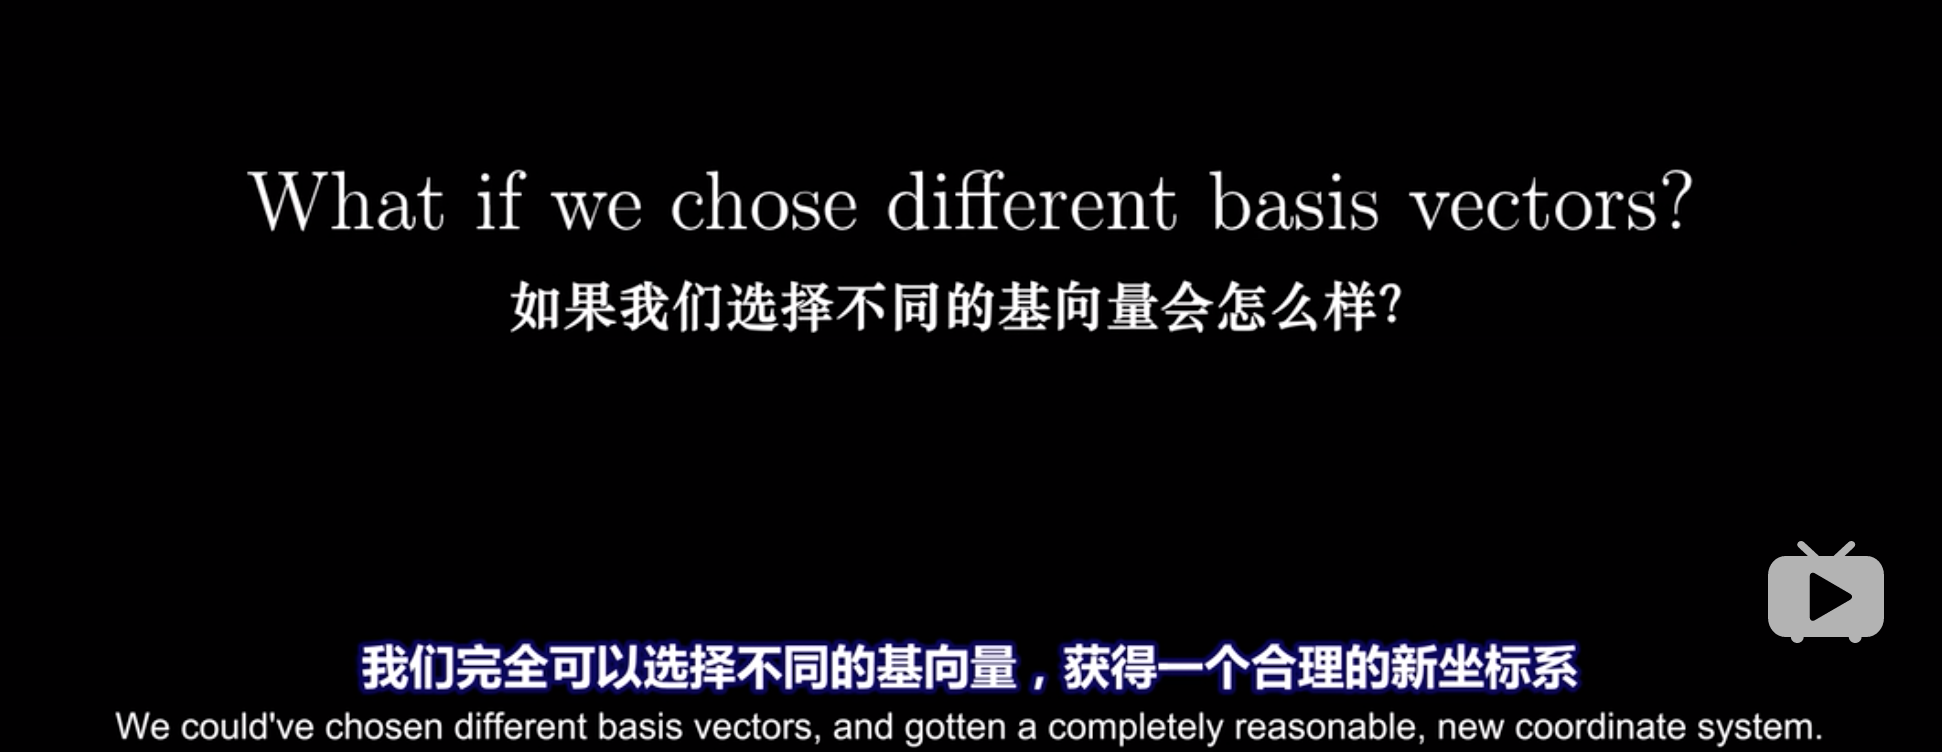 What if we chose different basis vectors?
如果我们选择不同的基向量会怎么样?
我们完全可以选择不同的基向量，获得一个合理的新坐标系
We could've chosen different basis vectors, and gotten a completely reasonable, new coordinate system.